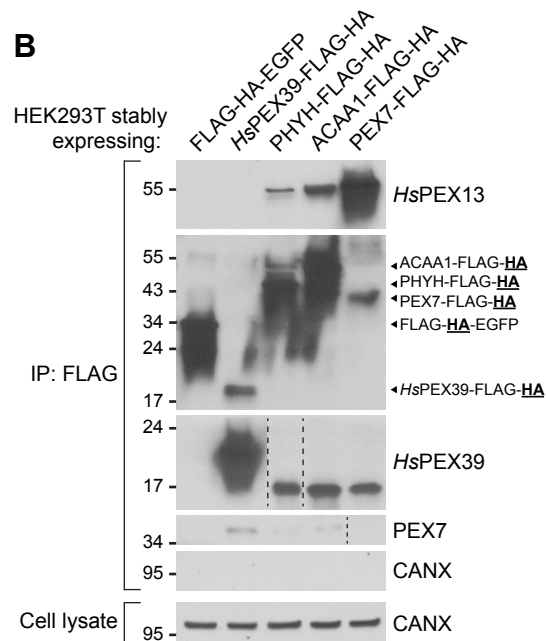 B
HEK293T stably
expressing:
FLAG-HA-EGFP
HsPEX39-FLAG-HA
PHYH-FLAG-HA
ACAA1-FLAG-HA
PEX7-FLAG-HA
IP: FLAG
55
HsPEX13
55
43
34
24
17
ACAA1-FLAG-HA
PHYH-FLAG-HA
PEX7-FLAG-HA
FLAG-HA-EGFP
HsPEX39-FLAG-HA
24
17
HsPEX39
34
PEX7
95
CANX
Cell lysate
95
CANX